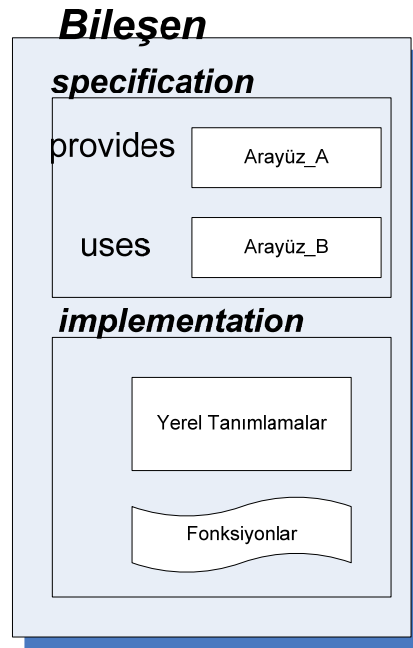 Bileşen
specification
provides
Arayüz_A
uses
Arayüz_B
implementation
Yerel Tanımlamalar
Fonksiyonlar